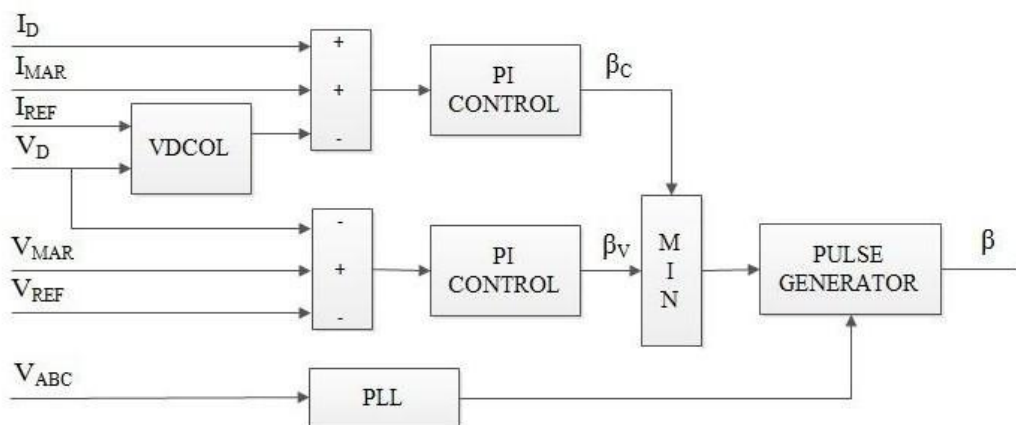 I_D
I_MAR
I_REF
V_D
VDCOL
+
+
-
PI
CONTROL
β_C
-
+
-
V_MAR
V_REF
PI
CONTROL
β_V
M
I
N
PULSE
GENERATOR
β
V_ABC
PLL